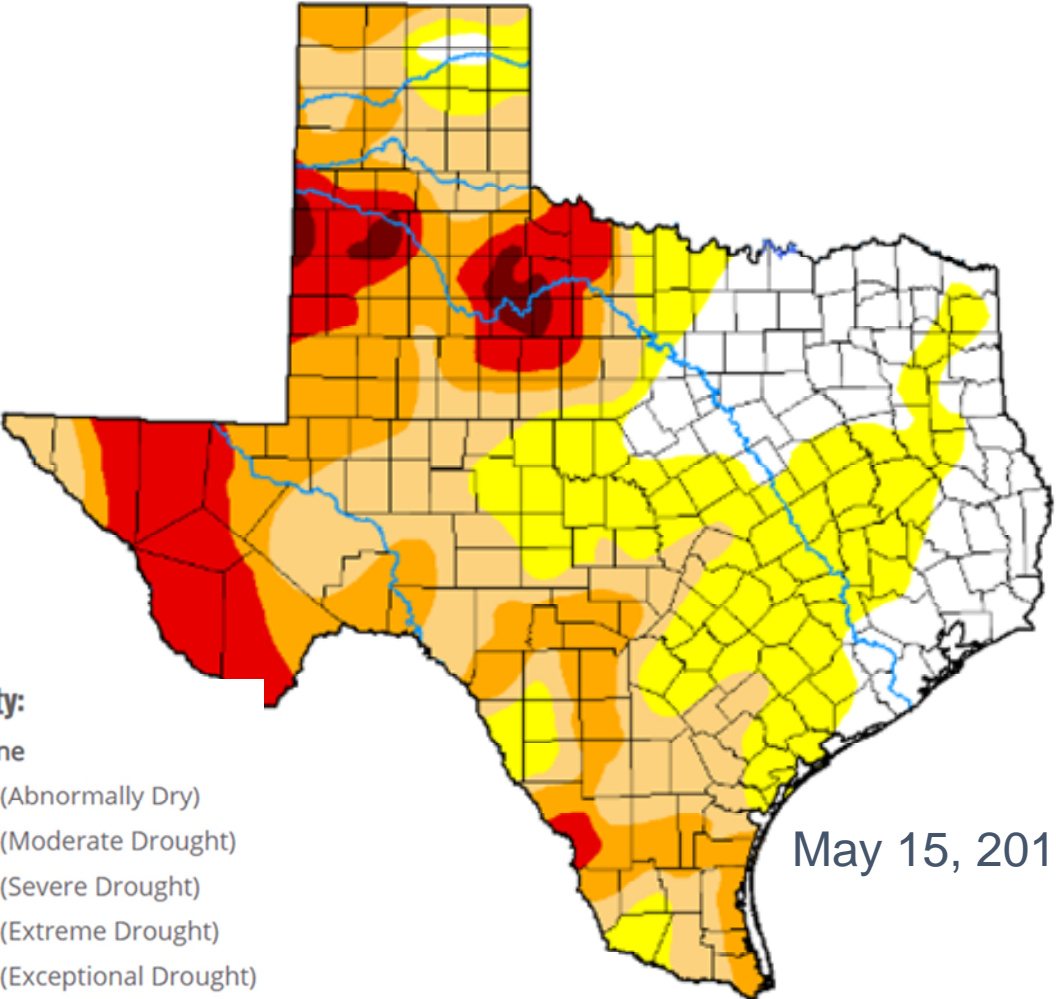 ty:
ne
(Abnormally Dry)
(Moderate Drought)
(Severe Drought)
(Extreme Drought)
(Exceptional Drought)
May 15, 201